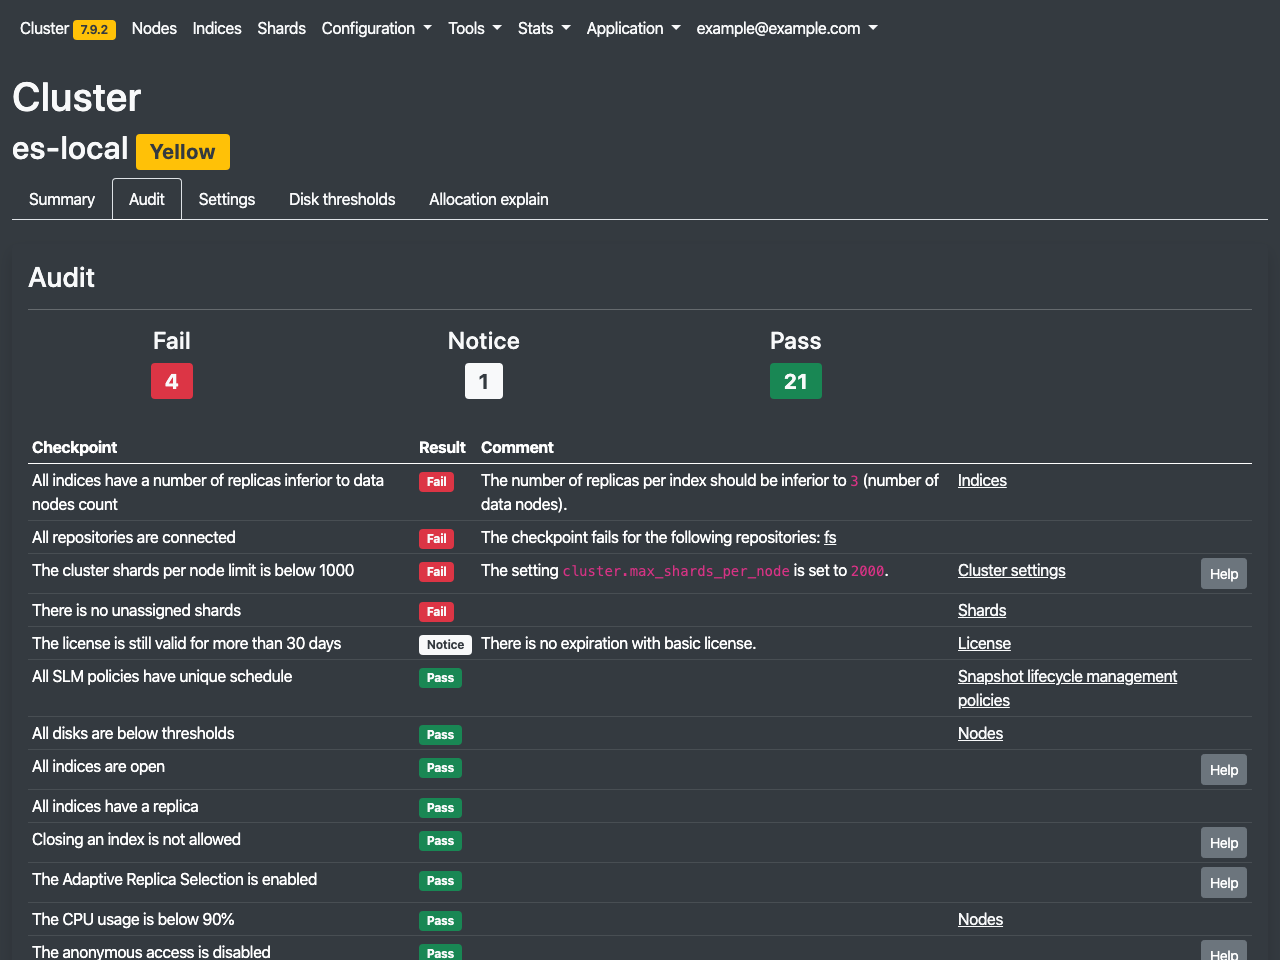 Cluster 7.9.2 Nodes Indices Shards Configuration Tools Stats Application example@example.com
Cluster
es-local Yellow
Summary Audit Settings Disk thresholds Allocation explain
Audit
Fail Notice Pass
4 1 21
Checkpoint Result Comment
All indices have a number of replicas inferior to data Fail The number of replicas per index should be inferior to 3 (number of Indices
nodes count data nodes).
All repositories are connected Fail The checkpoint fails for the following repositories: fs
The cluster shards per node limit is below 1000 Fail The setting cluster.max_shards_per_node is set to 2000. Cluster settings Help
There is no unassigned shards Fail Shards
The license is still valid for more than 30 days Notice There is no expiration with basic license. License
All SLM policies have unique schedule Pass Snapshot lifecycle management
policies
All disks are below thresholds Pass Nodes
All indices are open Pass Help
All indices have a replica Pass
Closing an index is not allowed Pass Help
The Adaptive Replica Selection is enabled Pass Help
The CPU usage is below 90% Pass Nodes
The anonymous access is disabled Pass Help